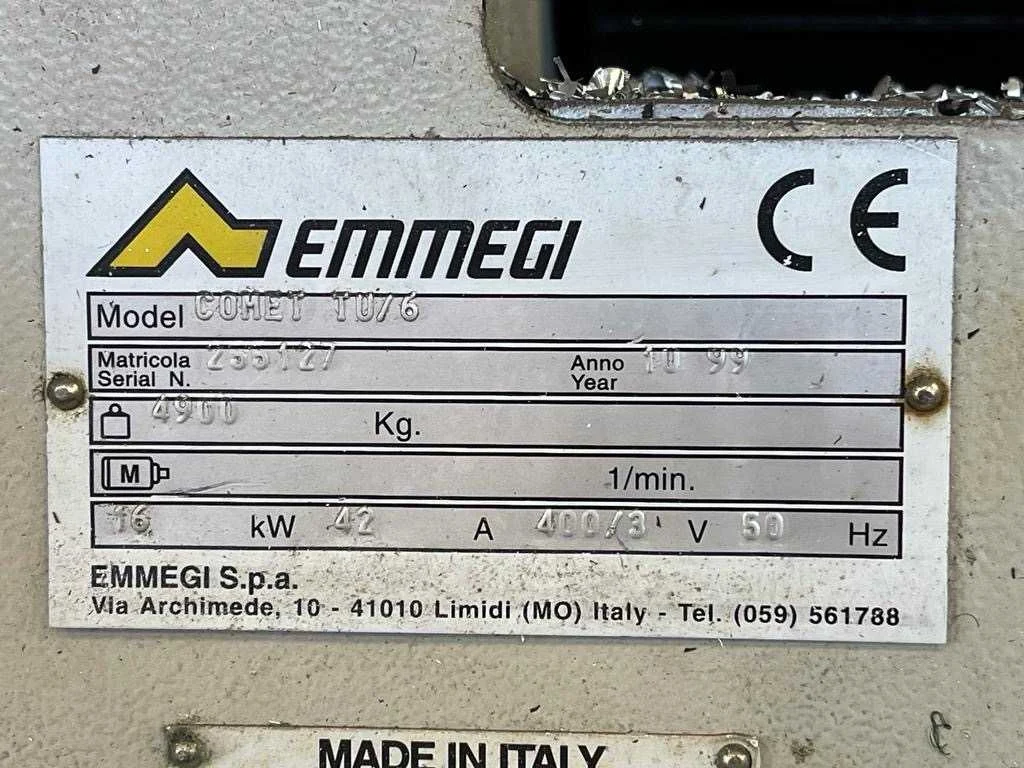 EMMEGI CE
Model COMET TU/6
Matricola Anno 10 99
Serial N. Year
4900 Kg.
M 1/min.
16 kW 42 A 400/3 V 50 Hz
EMMEGI S.p.a.
Via Archimede, 10 - 41010 Limidi (MO) Italy - Tel. (059) 561788
MADE IN ITALY